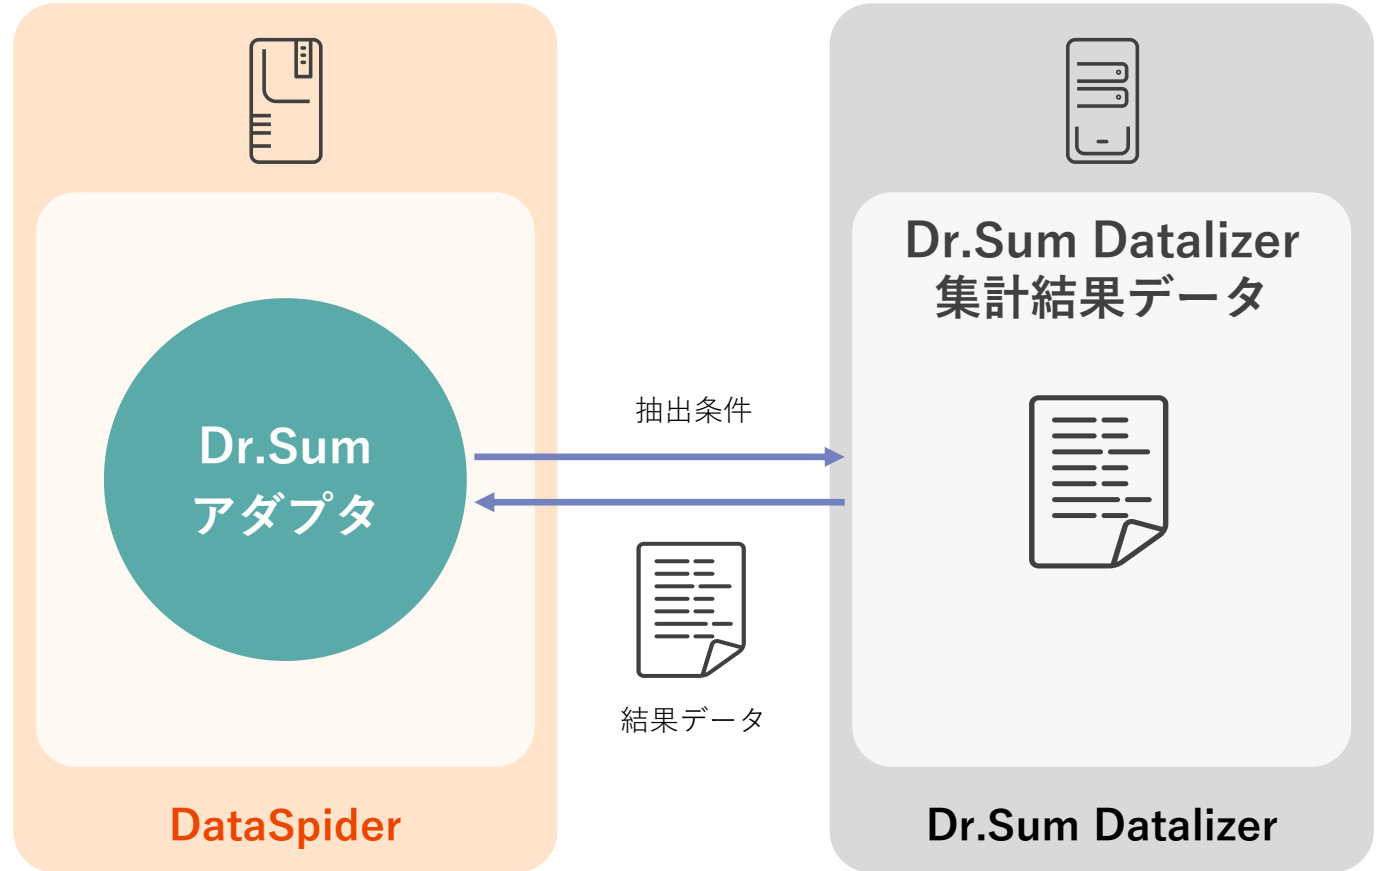 Dr.Sum Datalizer
集計結果データ
抽出条件
Dr.Sum
アダプタ
結果データ
DataSpider
Dr.Sum Datalizer